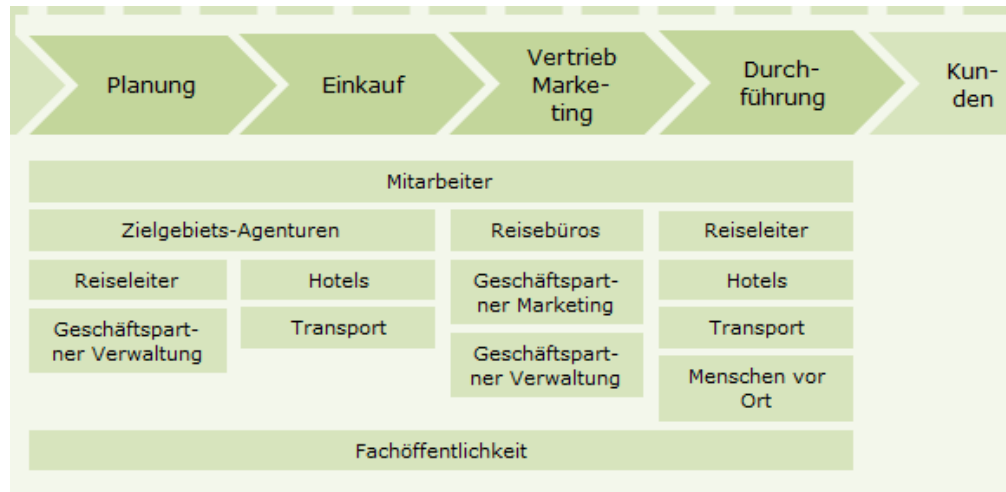 Planung
Einkauf
Vertrieb
Marke-
ting
Durch-
führung
Kun-
den
Mitarbeiter
Zielgebiets-Agenturen
Reisebüros
Reiseleiter
Reiseleiter
Hotels
Geschäftspart-
ner Marketing
Hotels
Geschäftspart-
ner Verwaltung
Transport
Geschäftspart-
ner Verwaltung
Transport
Menschen vor
Ort
Fachöffentlichkeit